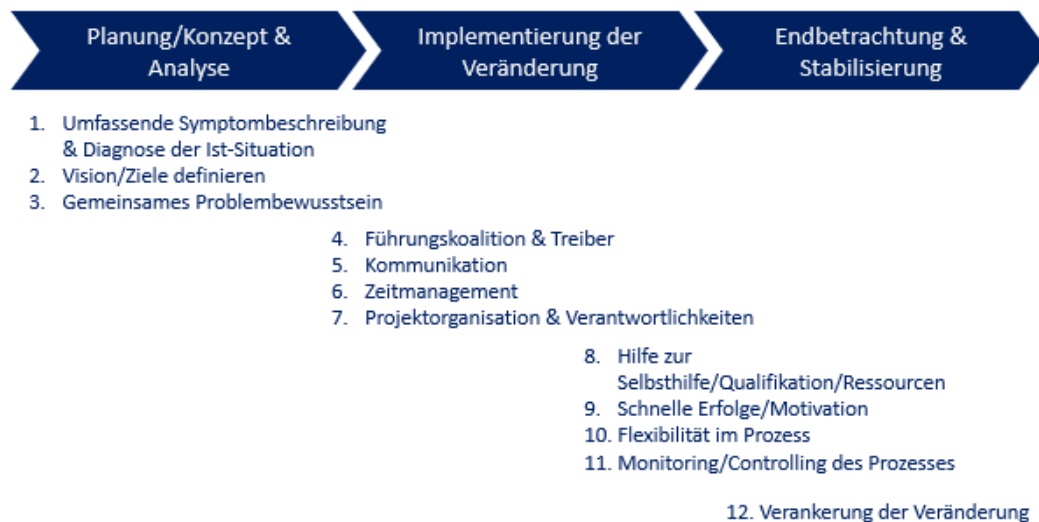 Planung/Konzept &
Analyse
Implementierung der
Veränderung
Endbetrachtung &
Stabilisierung
1. Umfassende Symptombeschreibung
& Diagnose der Ist-Situation
2. Vision/Ziele definieren
3. Gemeinsames Problembewusstsein
4. Führungskoalition & Treiber
5. Kommunikation
6. Zeitmanagement
7. Projektorganisation & Verantwortlichkeiten
8. Hilfe zur
Selbsthilfe/Qualifikation/Ressourcen
9. Schnelle Erfolge/Motivation
10. Flexibilität im Prozess
11. Monitoring/Controlling des Prozesses
12. Verankerung der Veränderung